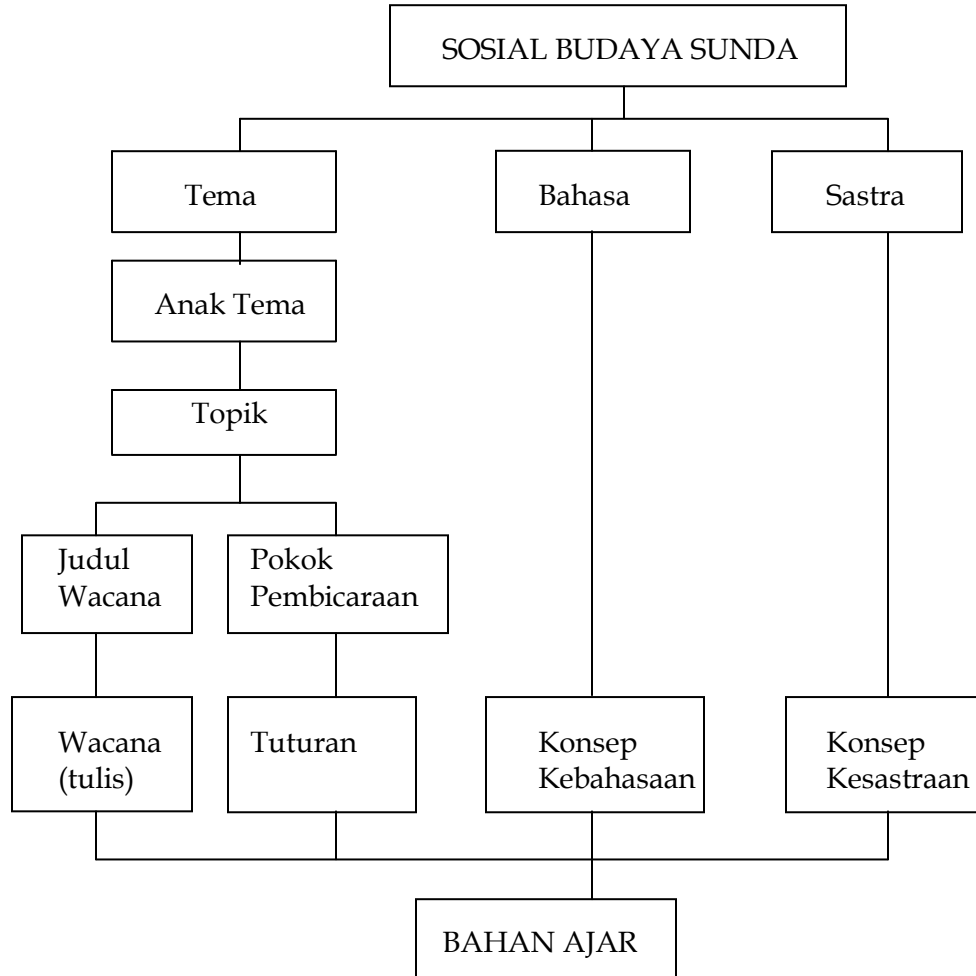 SOSIAL BUDAYA SUNDA
Tema
Bahasa
Sastra
Anak Tema
Topik
Judul
Wacana
Pokok
Pembicaraan
Wacana
(tulis)
Tuturan
Konsep
Kebahasaan
Konsep
Kesastraan
BAHAN AJAR